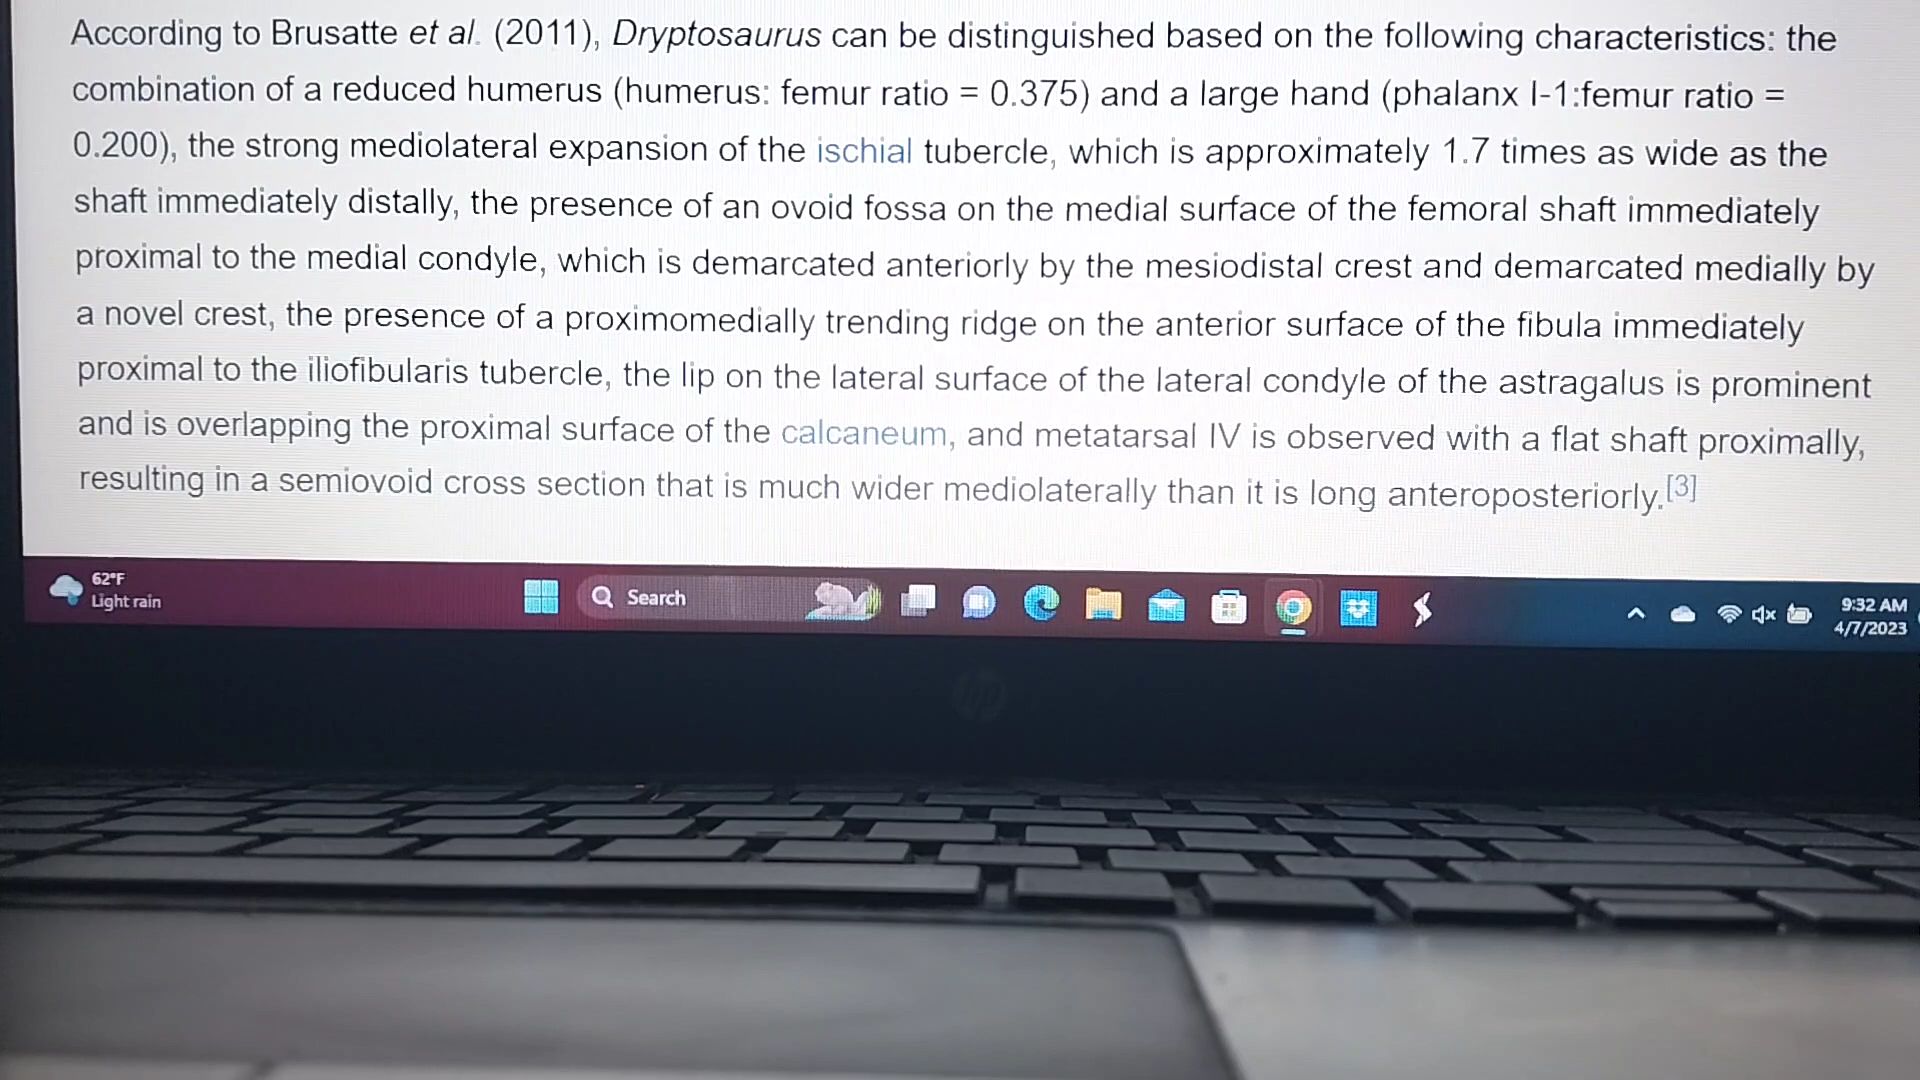 According to Brusatte et al. (2011), Dryptosaurus can be distinguished based on the following characteristics: the
combination of a reduced humerus (humerus: femur ratio = 0.375) and a large hand (phalanx I-1:femur ratio =
0.200), the strong mediolateral expansion of the ischial tubercle, which is approximately 1.7 times as wide as the
shaft immediately distally, the presence of an ovoid fossa on the medial surface of the femoral shaft immediately
proximal to the medial condyle, which is demarcated anteriorly by the mesiodistal crest and demarcated medially by
a novel crest, the presence of a proximomedially trending ridge on the anterior surface of the fibula immediately
proximal to the iliofibularis tubercle, the lip on the lateral surface of the lateral condyle of the astragalus is prominent
and is overlapping the proximal surface of the calcaneum, and metatarsal IV is observed with a flat shaft proximally,
resulting in a semiovoid cross section that is much wider mediolaterally than it is long anteroposteriorly.[3]
62°F
Light rain
Search
9:32 AM
4/7/2023
hp